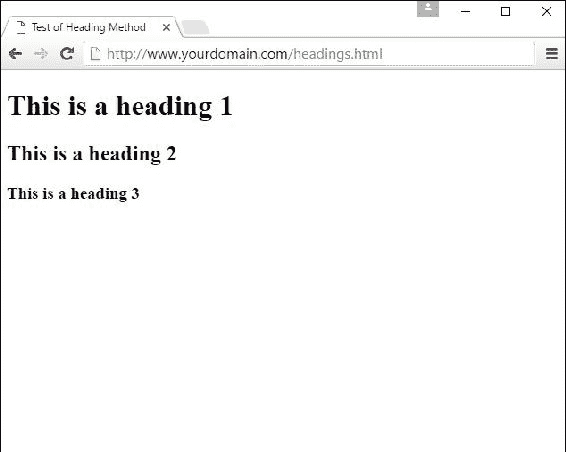 Test of Heading Method
http://www.yourdomain.com/headings.html
This is a heading 1
This is a heading 2
This is a heading 3